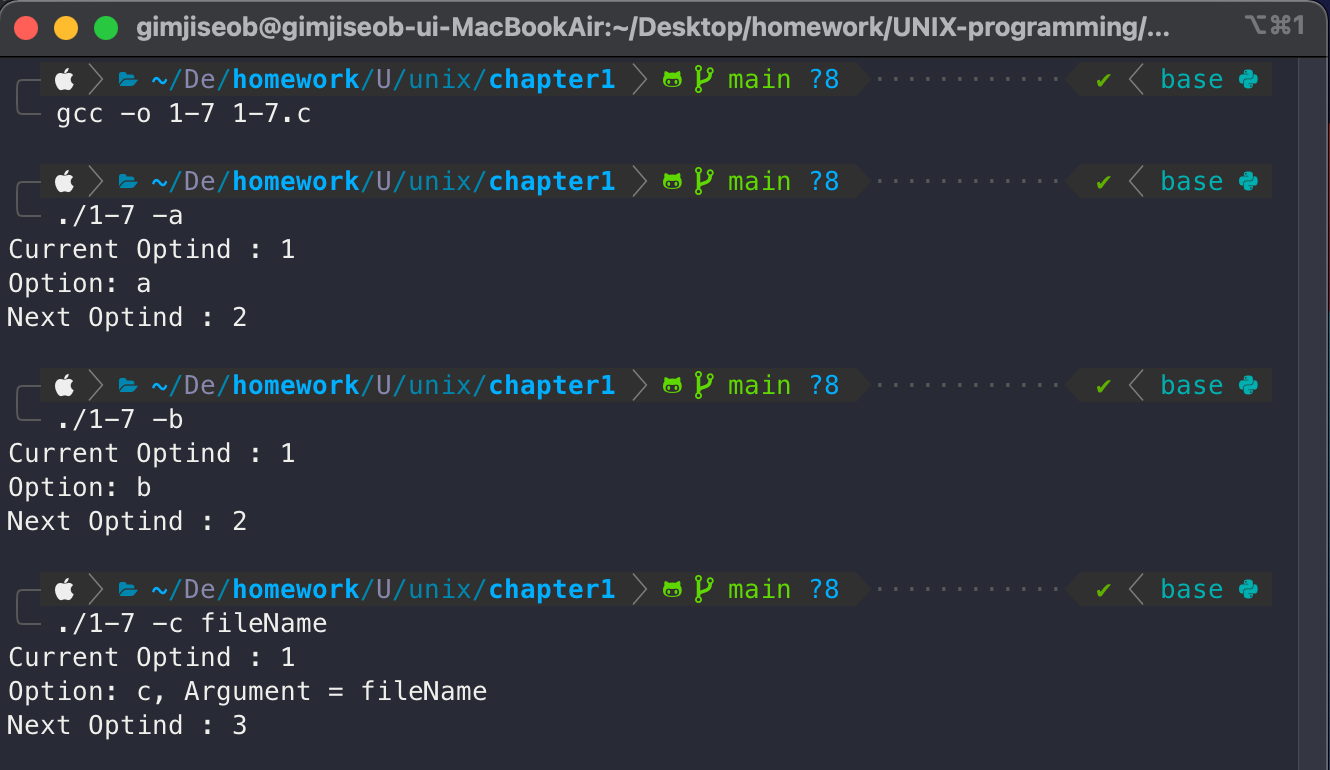 gimjiseob@gimjiseob-ui-MacBookAir:~/Desktop/homework/UNIX-programming/... ⌥⌘1
~/De/homework/U/unix/chapter1 main ?8 ············ ✔ base
gcc -o 1-7 1-7.c
~/De/homework/U/unix/chapter1 main ?8 ············ ✔ base
./1-7 -a
Current Optind : 1
Option: a
Next Optind : 2
~/De/homework/U/unix/chapter1 main ?8 ············ ✔ base
./1-7 -b
Current Optind : 1
Option: b
Next Optind : 2
~/De/homework/U/unix/chapter1 main ?8 ············ ✔ base
./1-7 -c fileName
Current Optind : 1
Option: c, Argument = fileName
Next Optind : 3